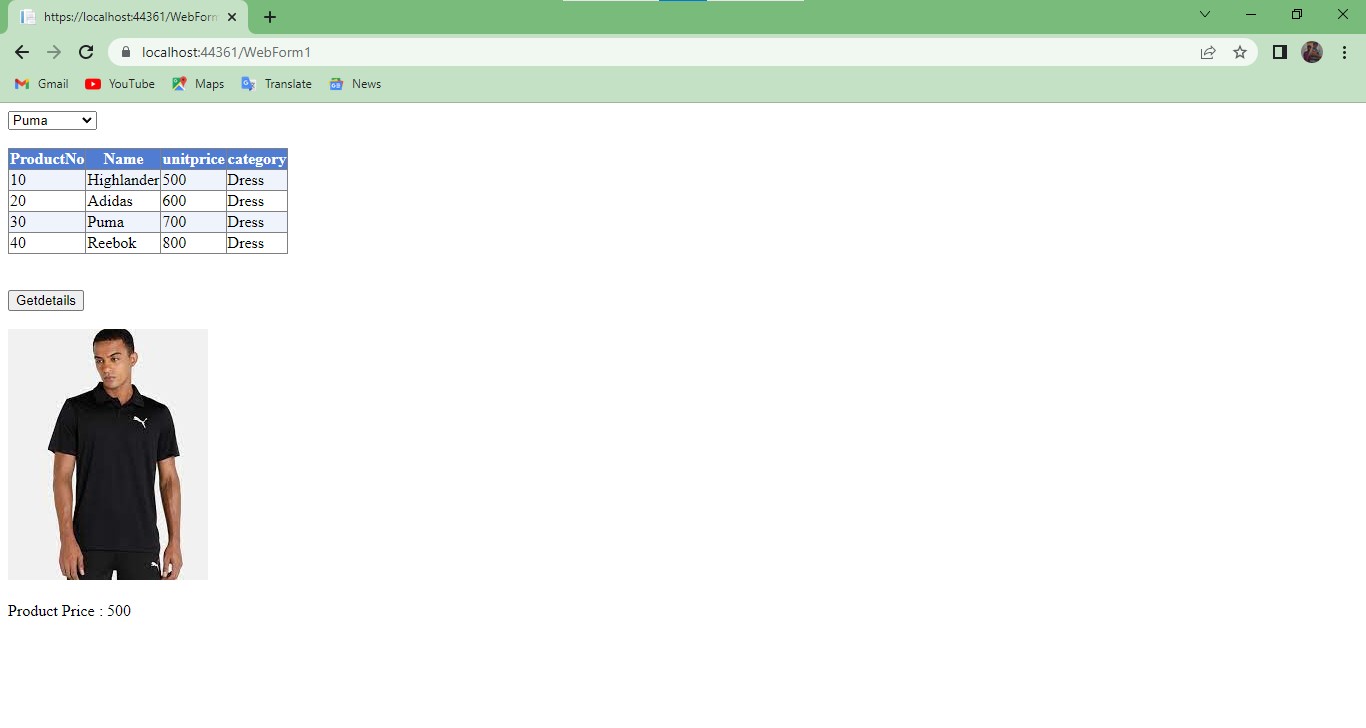 https://localhost:44361/WebForm
localhost:44361/WebForm1
Gmail YouTube Maps Translate News
Puma
ProductNo Name unitprice category
10 Highlander 500 Dress
20 Adidas 600 Dress
30 Puma 700 Dress
40 Reebok 800 Dress
Getdetails
Product Price : 500